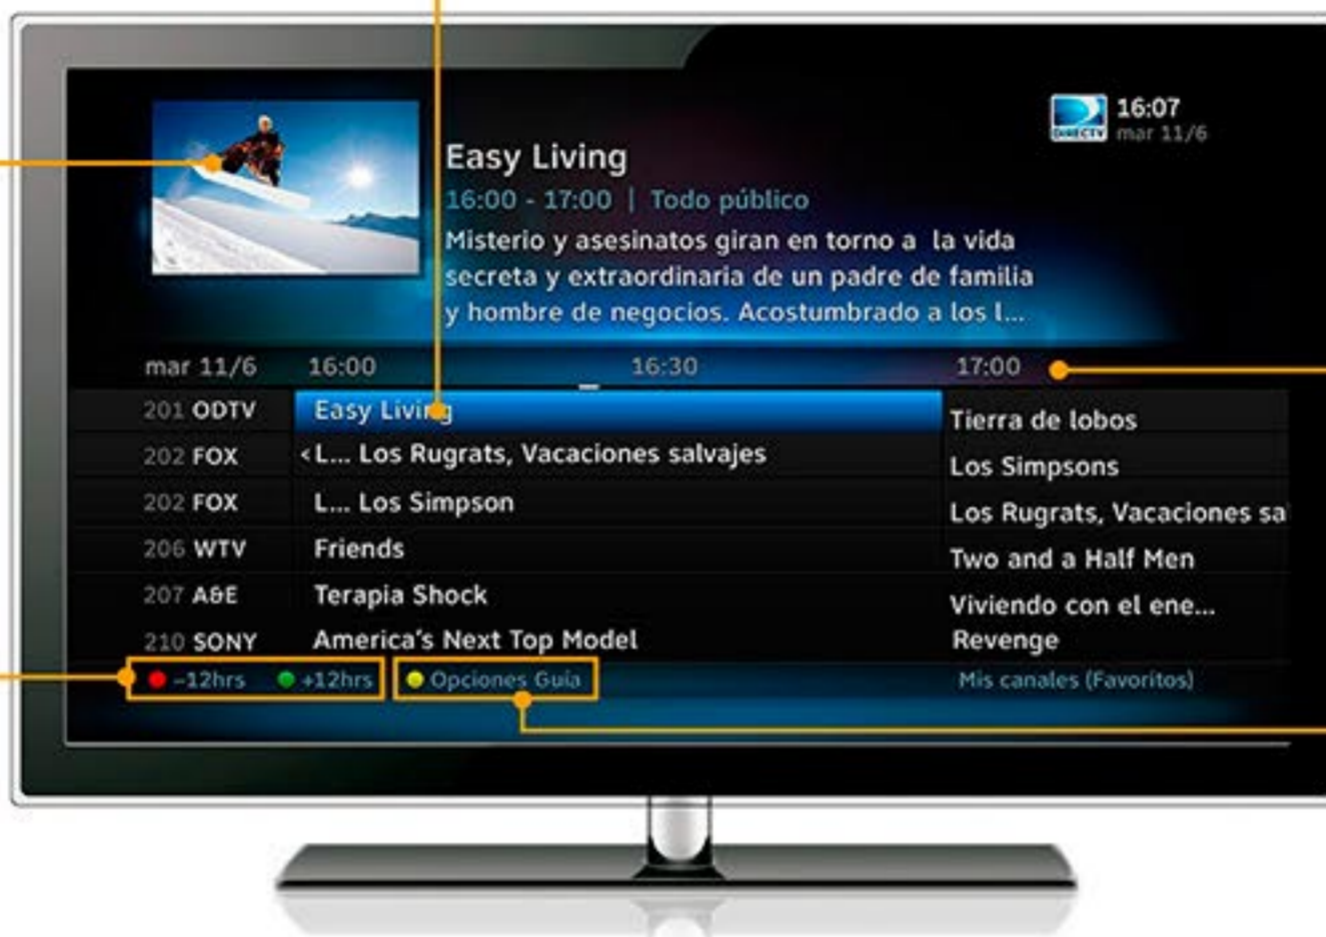 DIRECTV
16:07
mar 11/6
Easy Living
16:00 - 17:00 | Todo público
Misterio y asesinatos giran en torno a la vida
secreta y extraordinaria de un padre de familia
y hombre de negocios. Acostumbrado a los l...
mar 11/6 16:00 16:30 17:00
201 ODTV Easy Living Tierra de lobos
202 FOX <L... Los Rugrats, Vacaciones salvajes Los Simpsons
202 FOX L... Los Simpson Los Rugrats, Vacaciones sa
206 WTV Friends Two and a Half Men
207 A&E Terapia Shock Viviendo con el ene...
210 SONY America's Next Top Model Revenge
-12hrs +12hrs Opciones Guía Mis canales (Favoritos)